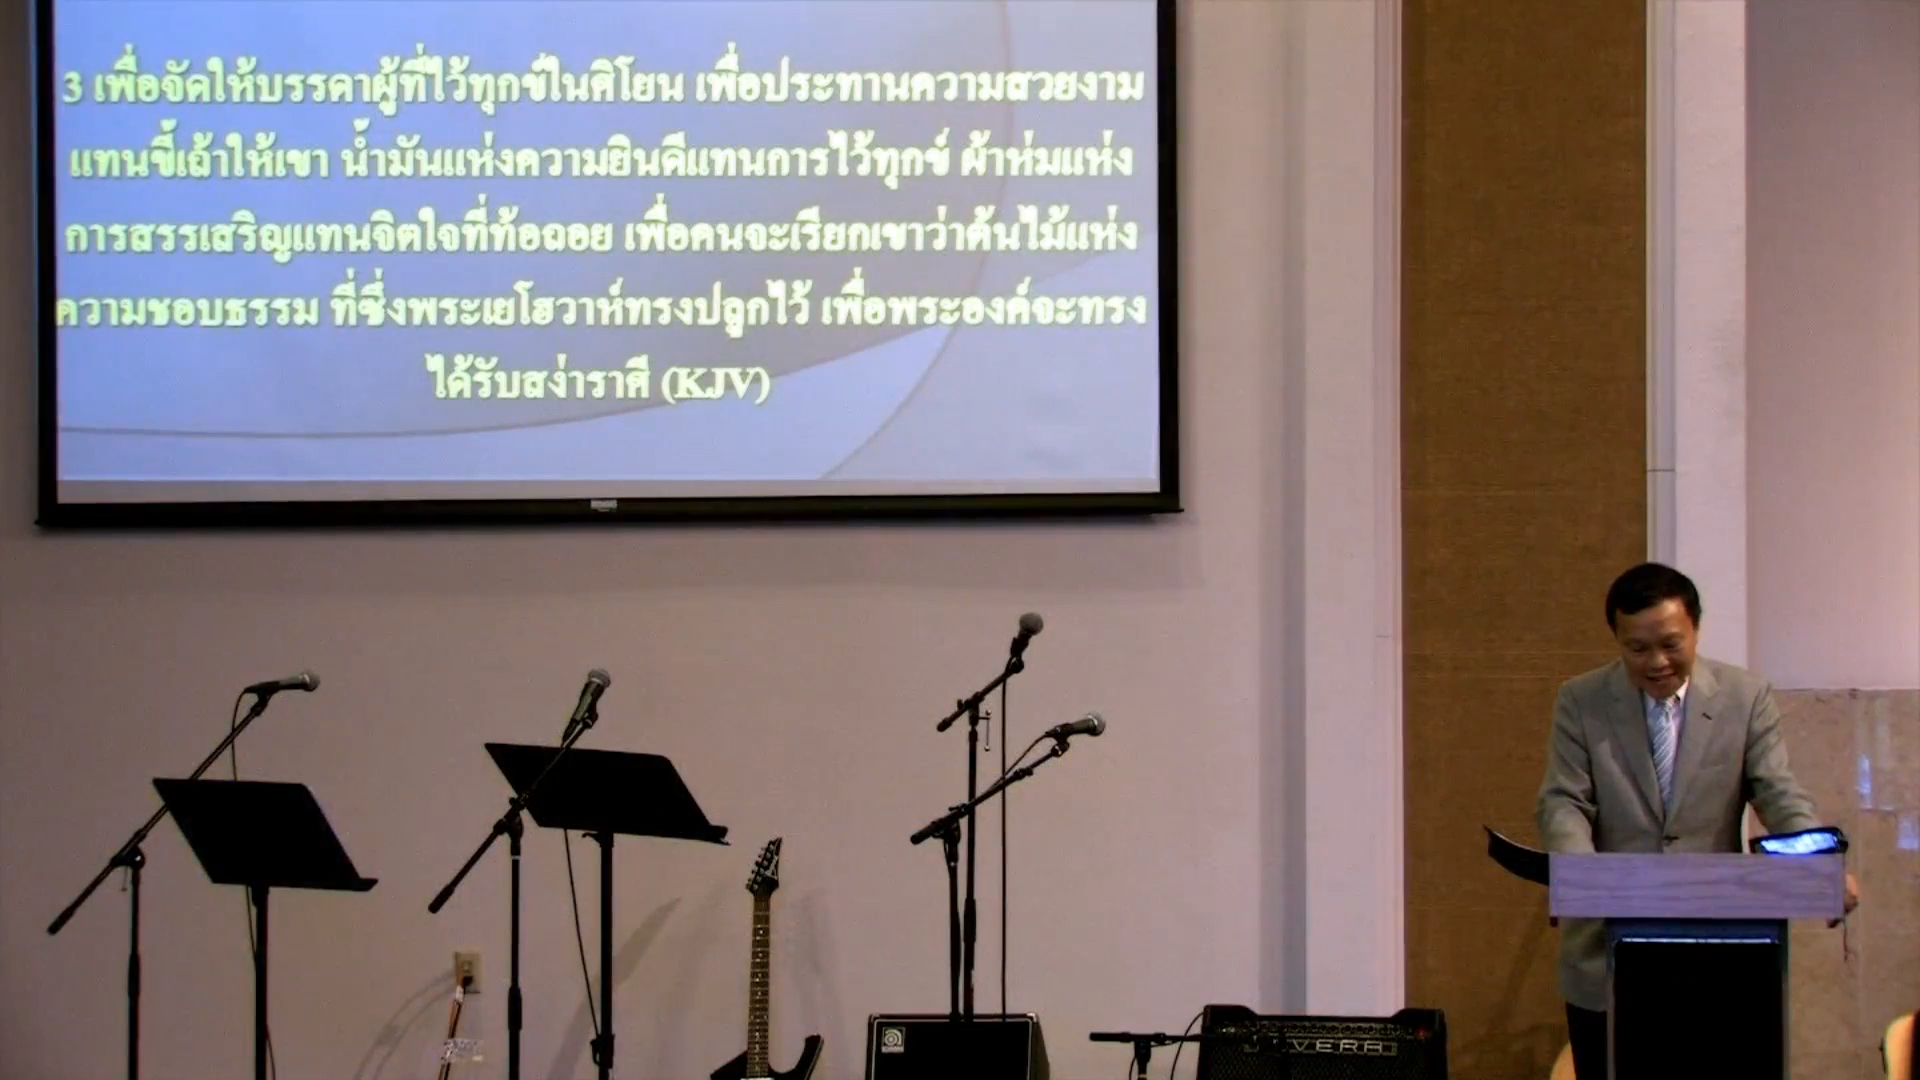 3 เพื่อจัดให้บรรดาผู้ที่ไว้ทุกข์ในศิโยน เพื่อประทานความสวยงาม
แทนขี้เถ้าให้เขา น้ำมันแห่งความยินดีแทนการไว้ทุกข์ ผ้าห่มแห่ง
การสรรเสริญแทนจิตใจที่ท้อถอย เพื่อคนจะเรียกเขาว่าต้นไม้แห่ง
ความชอบธรรม ที่ซึ่งพระเยโฮวาห์ทรงปลูกไว้ เพื่อพระองค์จะทรง
ได้รับสง่าราศี (KJV)